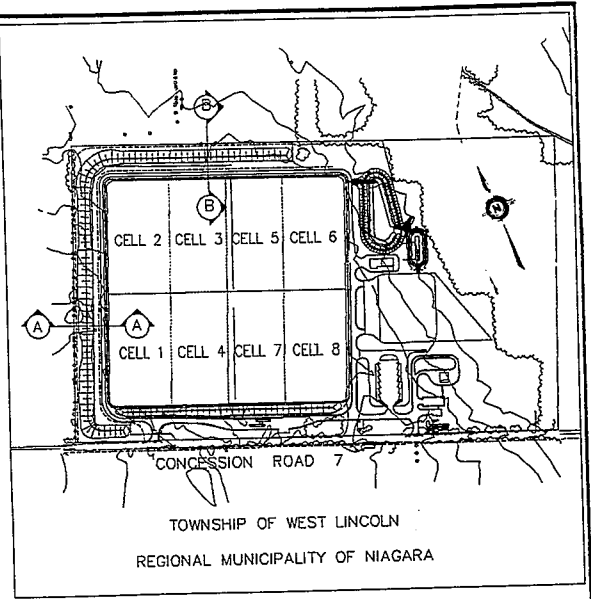 B
B
CELL 2 CELL 3 CELL 5 CELL 6
A A
CELL 1 CELL 4 CELL 7 CELL 8
CONCESSION ROAD 7
TOWNSHIP OF WEST LINCOLN
REGIONAL MUNICIPALITY OF NIAGARA